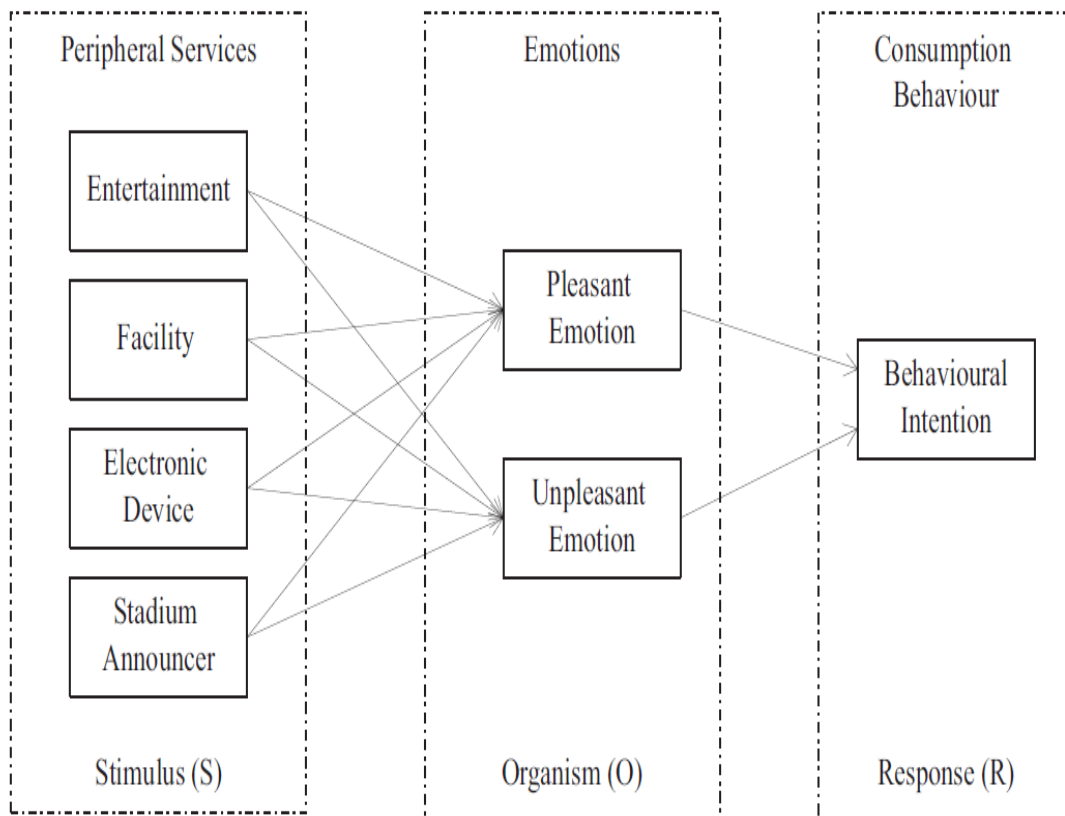 Peripheral Services
Entertainment
Facility
Electronic
Device
Stadium
Announcer
Stimulus (S)
Emotions
Pleasant
Emotion
Unpleasant
Emotion
Organism (O)
Consumption
Behaviour
Behavioural
Intention
Response (R)